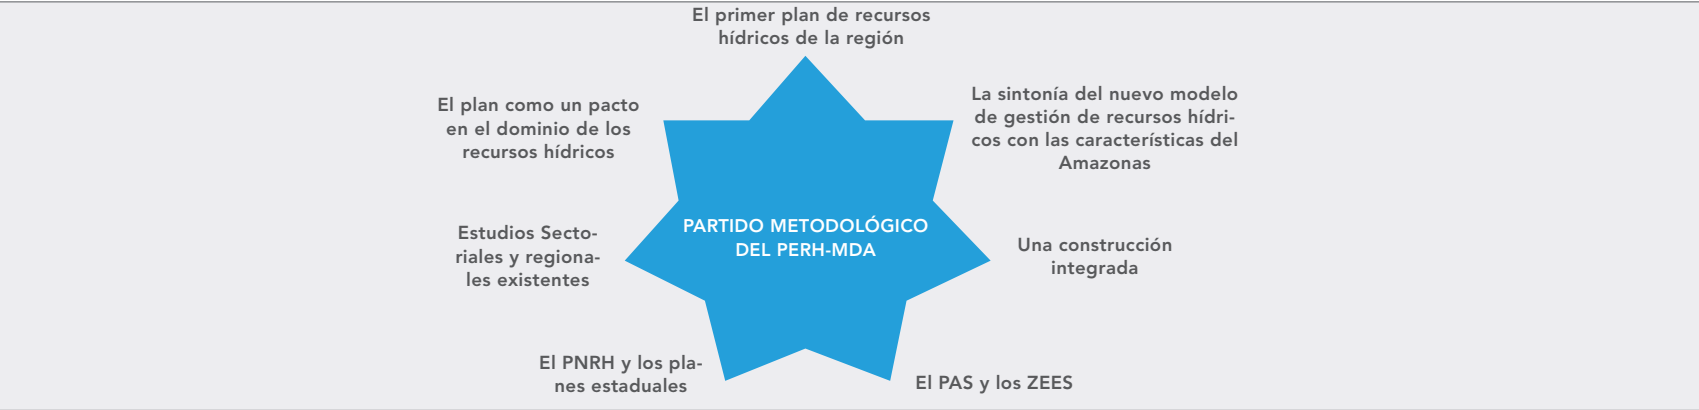 El primer plan de recursos
hídricos de la región
El plan como un pacto
en el dominio de los
recursos hídricos
La sintonía del nuevo modelo
de gestión de recursos hídri-
cos con las características del
Amazonas
PARTIDO METODOLÓGICO
DEL PERH-MDA
Estudios Secto-
riales y regiona-
les existentes
Una construcción
integrada
El PNRH y los pla-
nes estaduales
El PAS y los ZEES